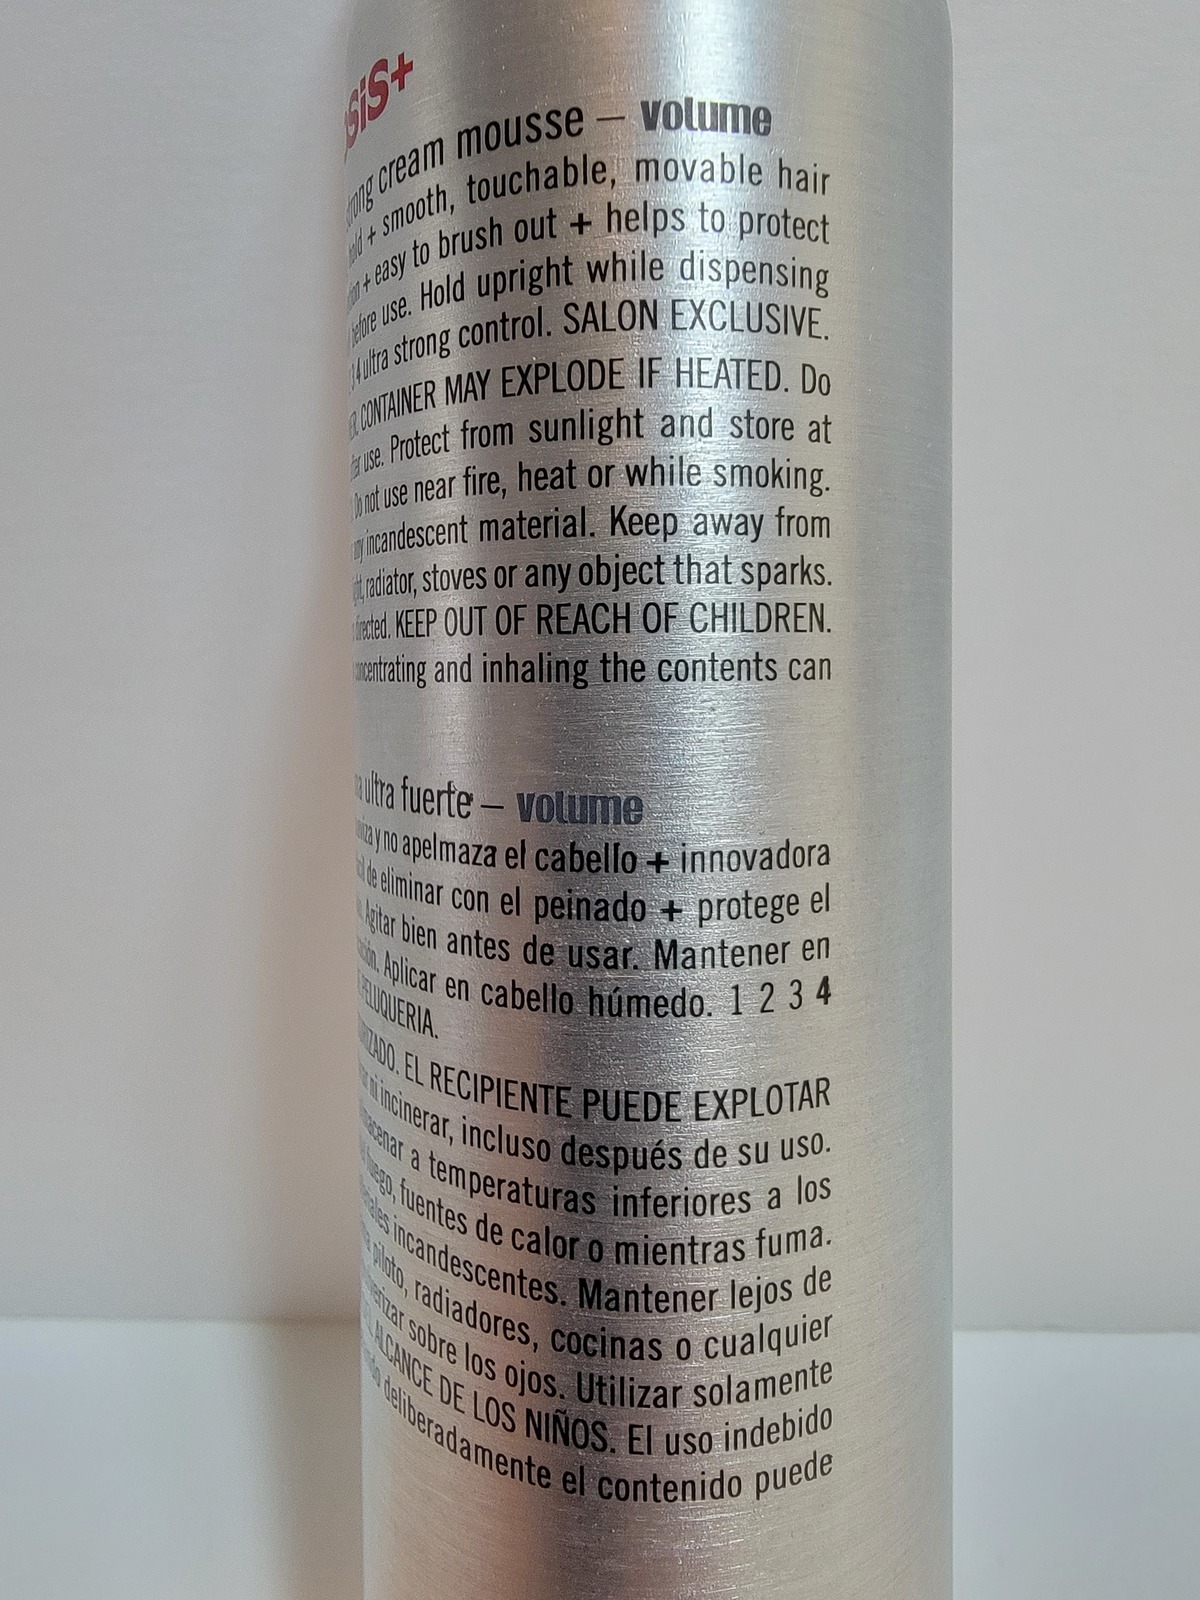 SiS+
cream mousse – volume
+ smooth, touchable, movable hair
+ easy to brush out + helps to protect
before use. Hold upright while dispensing
3 4 ultra strong control. SALON EXCLUSIVE.
CONTAINER MAY EXPLODE IF HEATED. Do
use. Protect from sunlight and store at
Do not use near fire, heat or while smoking.
any incandescent material. Keep away from
radiator, stoves or any object that sparks.
KEEP OUT OF REACH OF CHILDREN.
and inhaling the contents can
ultra fuerte – volume
y no apelmaza el cabello + innovadora
de eliminar con el peinado + protege el
Agitar bien antes de usar. Mantener en
Aplicar en cabello húmedo. 1 2 3 4
PELUQUERIA.
EL RECIPIENTE PUEDE EXPLOTAR
ni incinerar, incluso después de su uso.
a temperaturas inferiores a los
fuego, fuentes de calor o mientras fuma.
incandescentes. Mantener lejos de
piloto, radiadores, cocinas o cualquier
sobre los ojos. Utilizar solamente
ALCANCE DE LOS NIÑOS. El uso indebido
deliberadamente el contenido puede